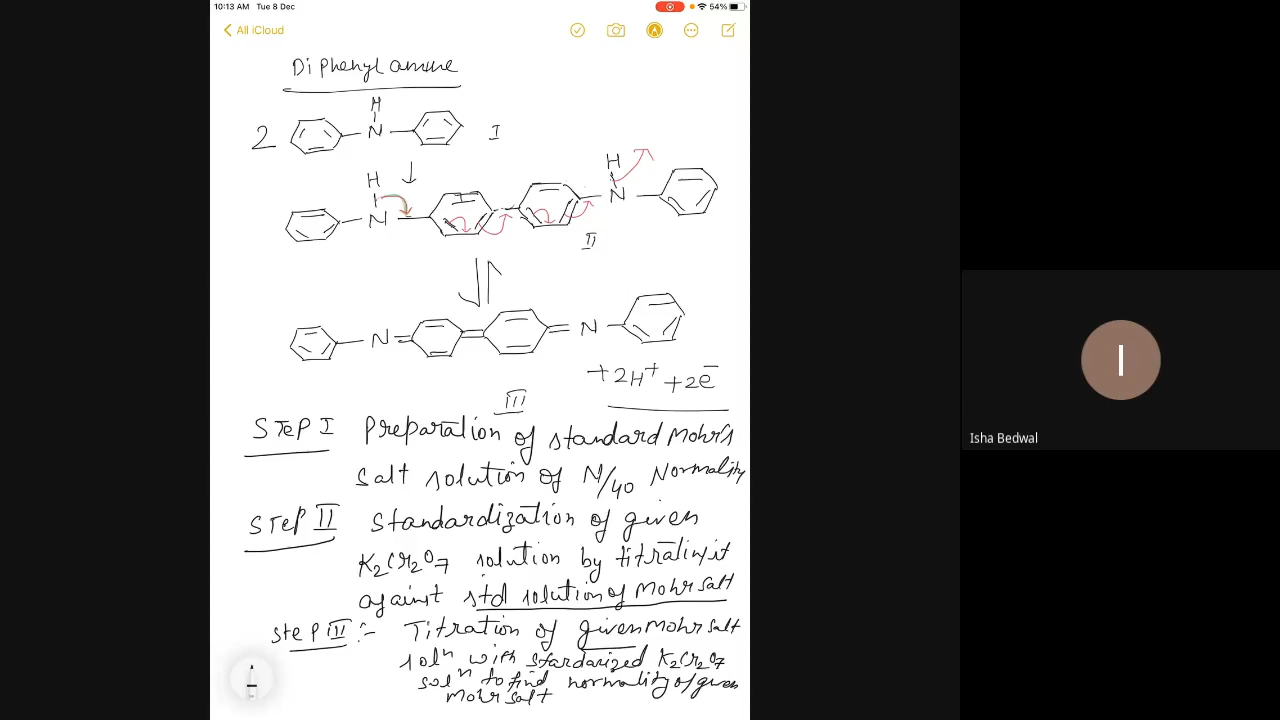 10:13 AM Tue 8 Dec
54%
All iCloud
Diphenyl amine
H
2 N I
H H
N N
II
N N
+2H+ +2e-
III
STEP I Preparation of standard Mohr's
salt solution of N/40 Normality
STEP II Standardization of given
K2Cr2O7 solution by titrating it
against std solution of Mohr salt
Step III :- Titration of given Mohr salt
solⁿ with stardarized K2Cr2O7
solⁿ to find normality of given
Mohr salt
I
Isha Bedwal